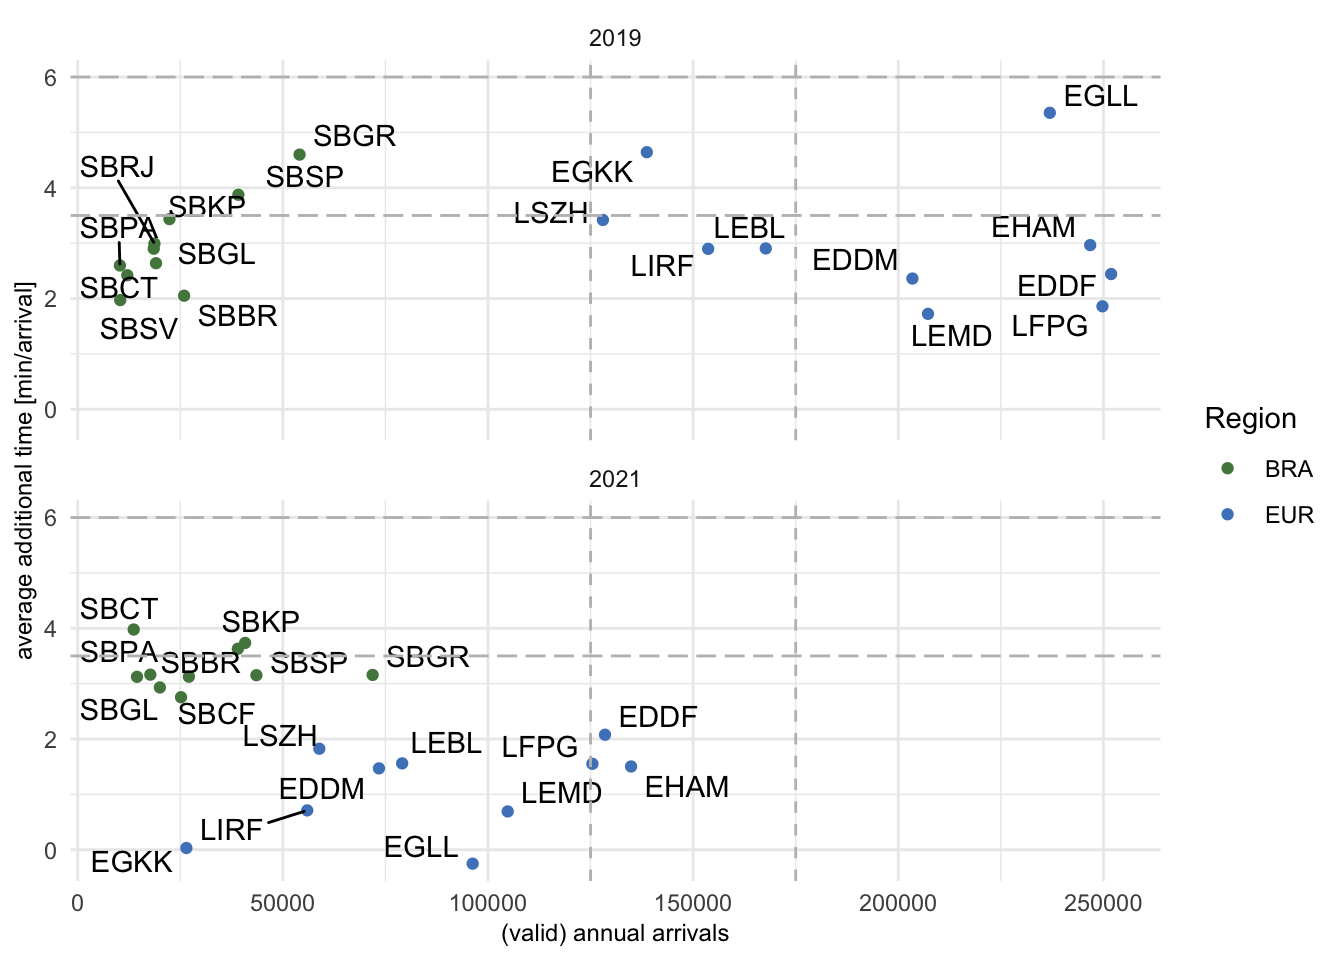 2019
6
4
2
0
EGLL
SBGR
SBRJ
SBSP
EGKK
SBKP
LSZH
SBPA
LEBL
EHAM
SBGL
LIRF
EDDM
SBCT
EDDF
SBBR
SBSV
LFPG
LEMD
average additional time [min/arrival]
Region
BRA
EUR
2021
6
4
2
0
SBCT
SBKP
SBPA
SBBR
SBSP
SBGR
SBGL
SBCF
EDDF
LSZH
LEBL
LFPG
EDDM
LEMD
EHAM
LIRF
EGLL
EGKK
0
50000
100000
150000
200000
250000
(valid) annual arrivals